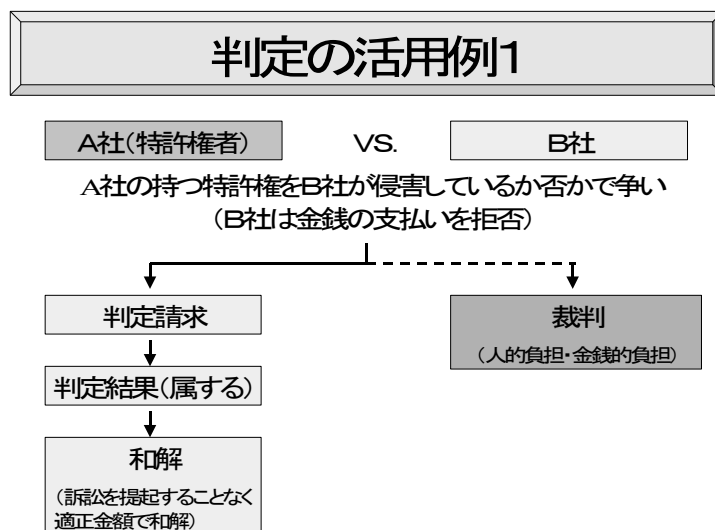 判定の活用例1
A社(特許権者) VS. B社
A社の持つ特許権をB社が侵害しているか否かで争い
(B社は金銭の支払いを拒否)
判定請求
裁判
(人的負担・金銭的負担)
判定結果(属する)
和解
(訴訟を提起することなく
適正金額で和解)